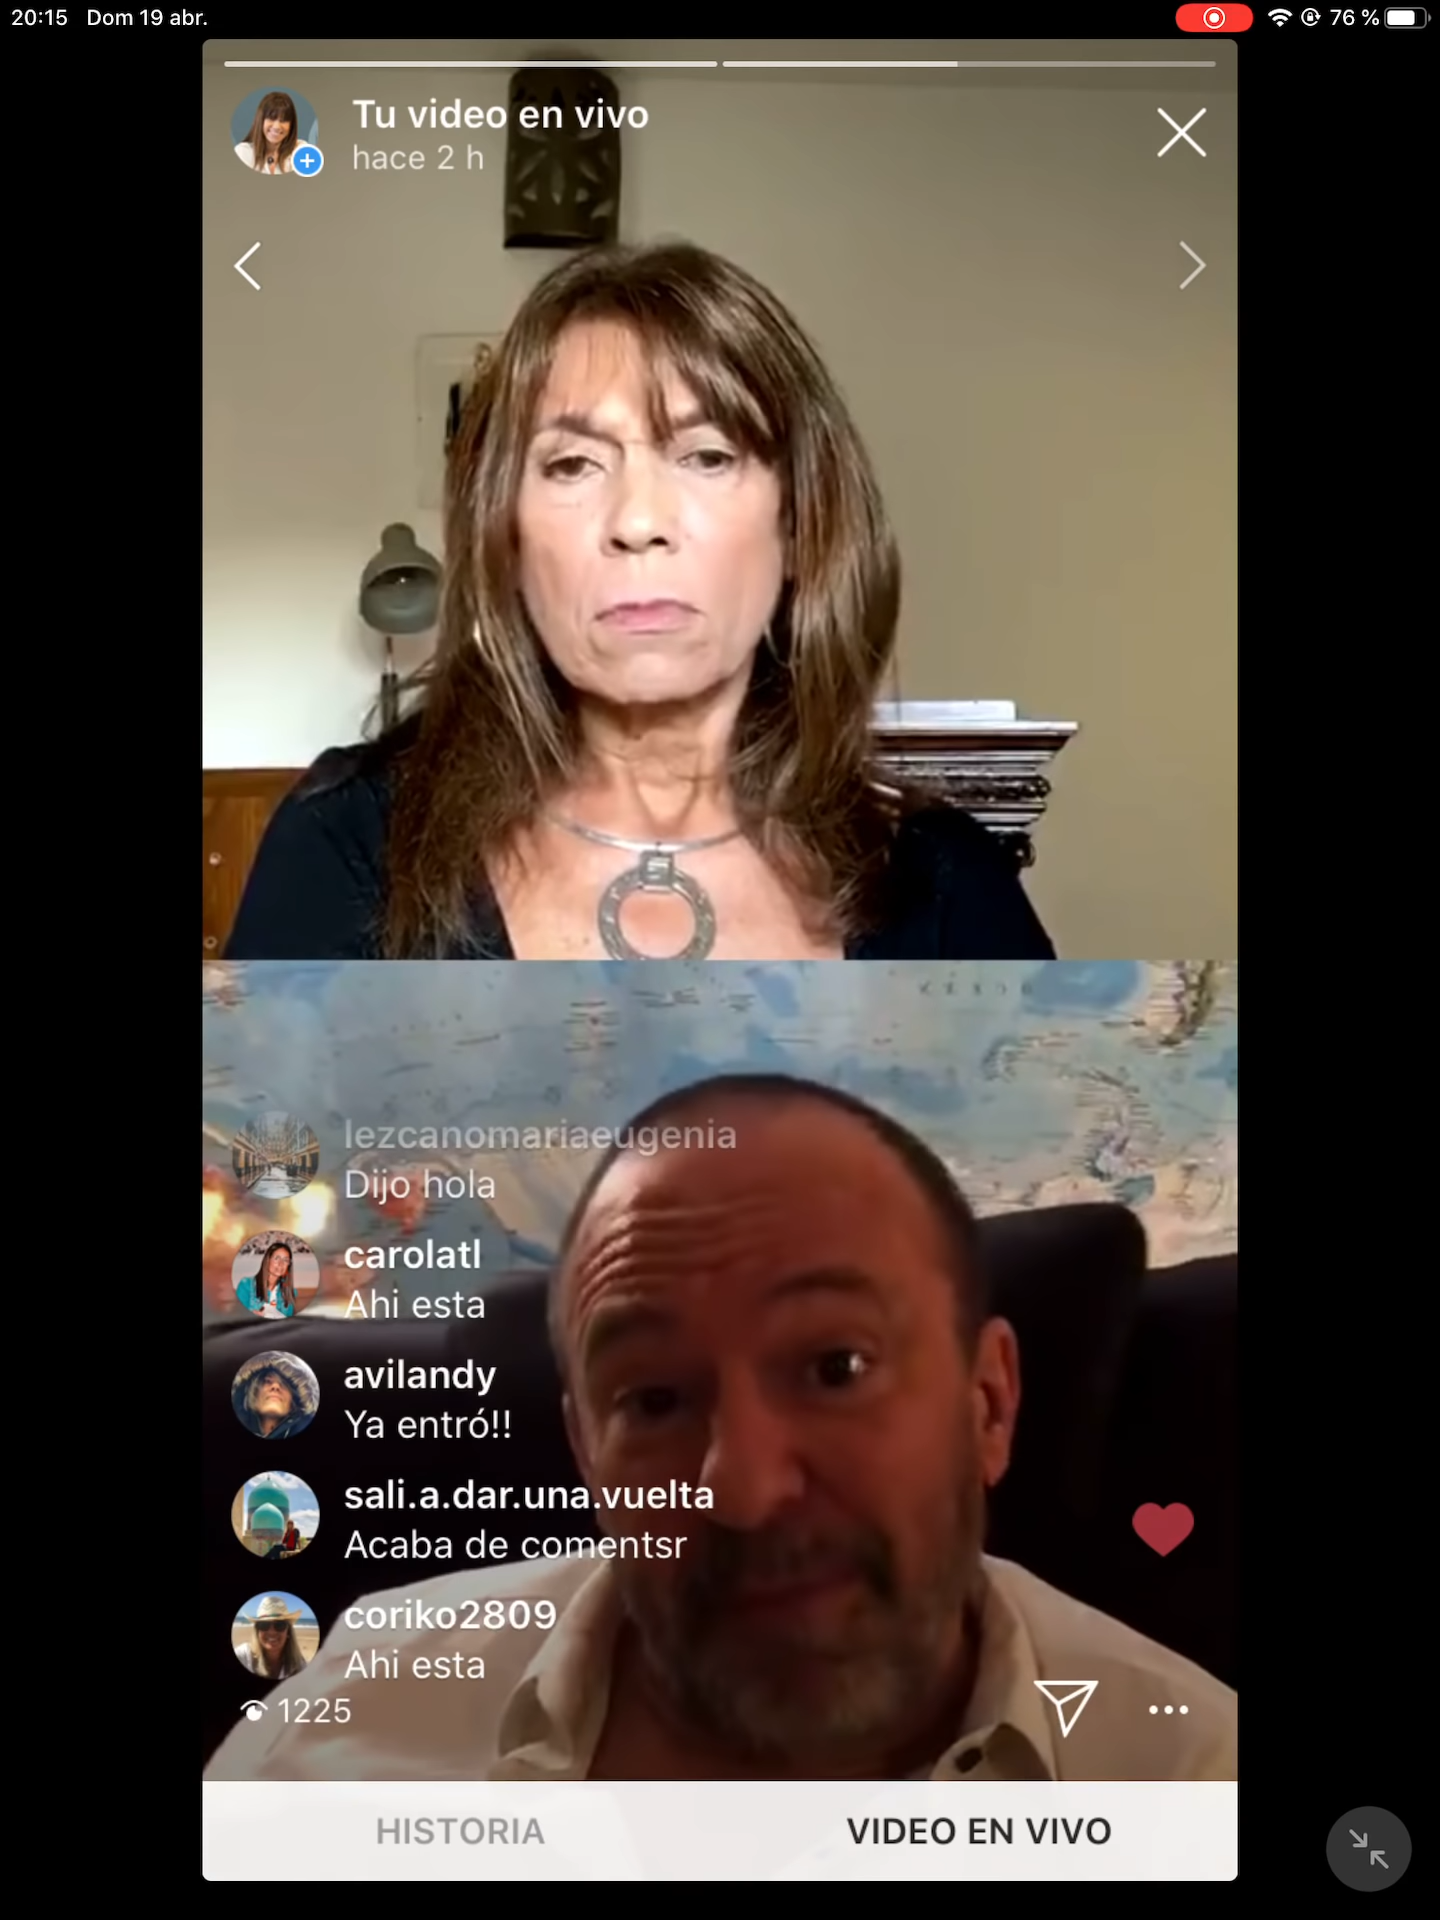 20:15 Dom 19 abr.
76 %
Tu video en vivo
hace 2 h
lezcanomariaeugenia
Dijo hola
carolatl
Ahi esta
avilandy
Ya entró!!
sali.a.dar.una.vuelta
Acaba de comentsr
coriko2809
Ahi esta
1225
HISTORIA
VIDEO EN VIVO